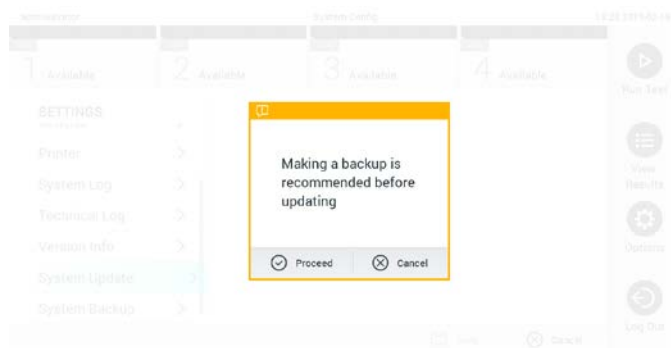 Administrator
System Config
1 Available
2 Available
3 Available
4 Available
Run Test
SETTINGS
Printer
System Log
Technical Log
Version Info
System Update
System Backup
View
Results
Options
Log Out
Making a backup is
recommended before
updating
Proceed
Cancel
Save
Cancel